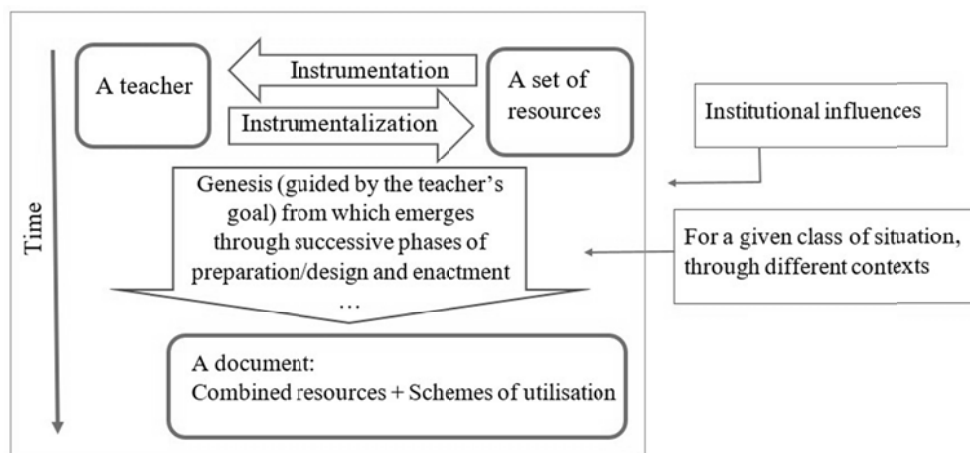 Time
A teacher
Instrumentation
Instrumentalization
A set of
resources
Genesis (guided by the teacher's
goal) from which emerges
through successive phases of
preparation/design and enactment
…
A document:
Combined resources + Schemes of utilisation
Institutional influences
For a given class of situation,
through different contexts